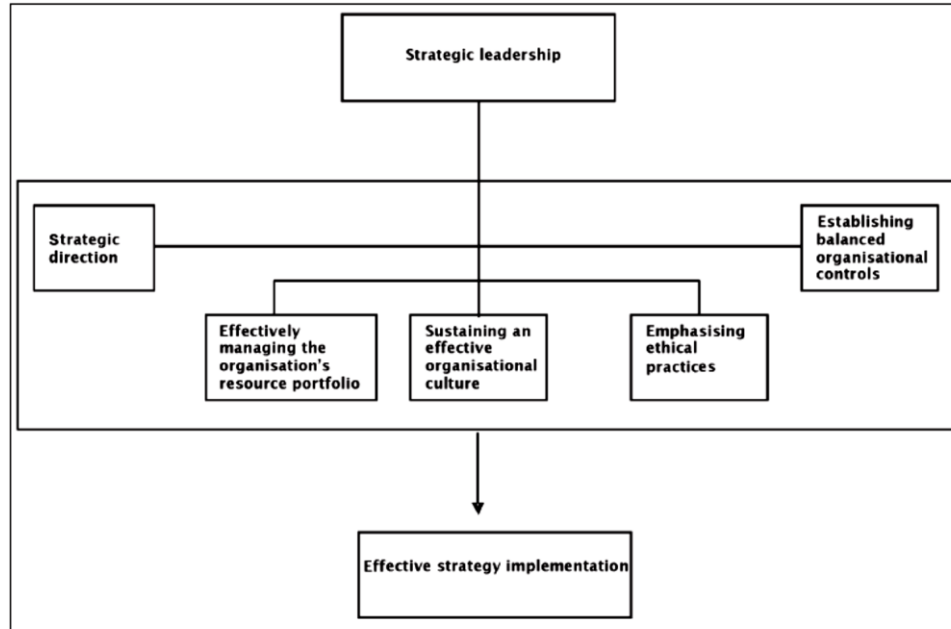 Strategic leadership
Strategic
direction
Establishing
balanced
organisational
controls
Effectively
managing the
organisation's
resource portfolio
Sustaining an
effective
organisational
culture
Emphasising
ethical
practices
Effective strategy implementation